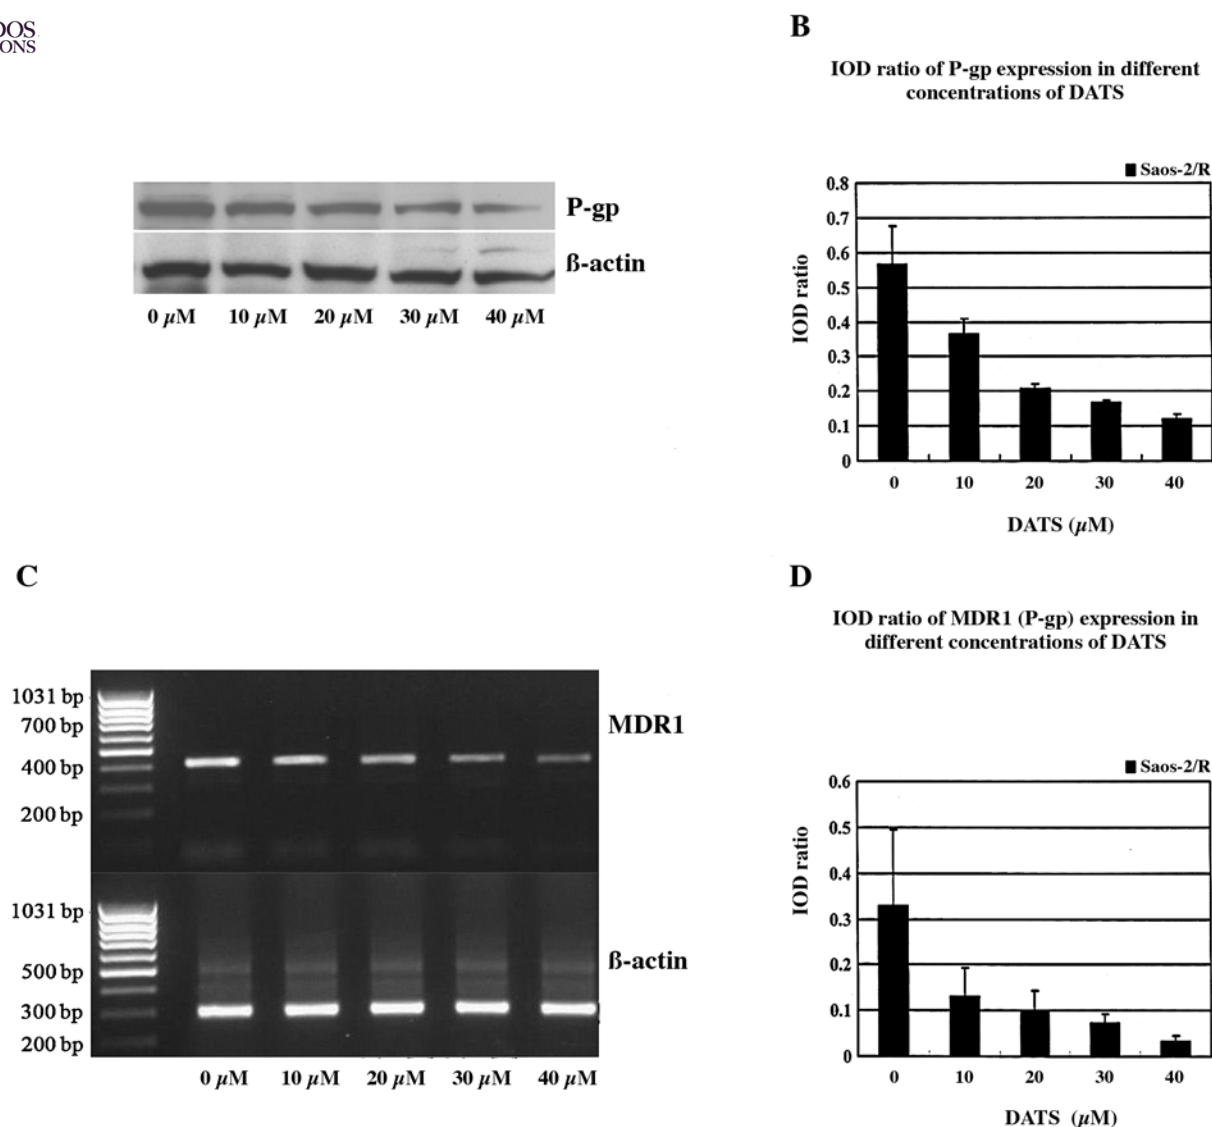 B
IOD ratio of P-gp expression in different
concentrations of DATS
P-gp
ß-actin
0 µM 10 µM 20 µM 30 µM 40 µM
Saos-2/R
0.8
0.7
0.6
0.5
0.4
0.3
0.2
0.1
0
IOD ratio
0 10 20 30 40
DATS (µM)
C
1031 bp
700 bp
400 bp
200 bp
MDR1
1031 bp
500 bp
300 bp
200 bp
ß-actin
0 µM 10 µM 20 µM 30 µM 40 µM
D
IOD ratio of MDR1 (P-gp) expression in
different concentrations of DATS
Saos-2/R
0.6
0.5
0.4
0.3
0.2
0.1
0
IOD ratio
0 10 20 30 40
DATS (µM)